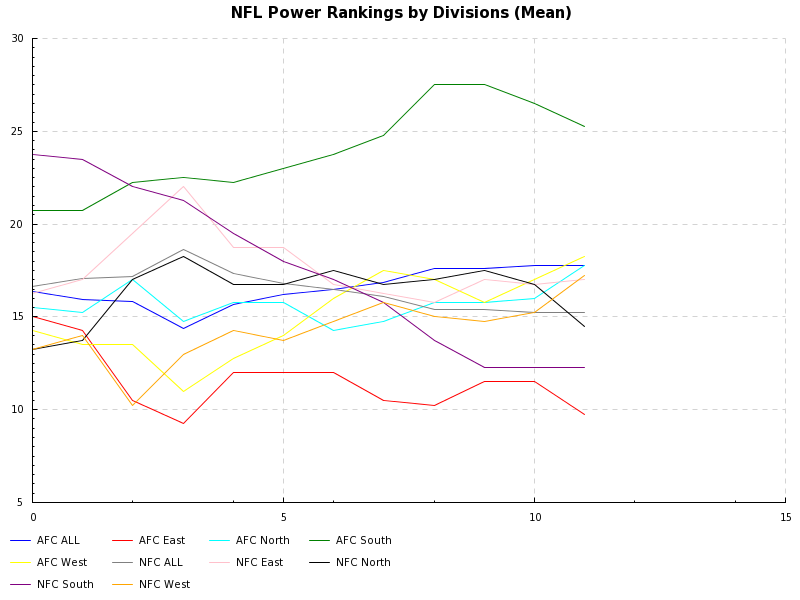 NFL Power Rankings by Divisions (Mean)
30
25
20
15
10
5
0 5 10 15
AFC ALL AFC East AFC North AFC South
AFC West NFC ALL NFC East NFC North
NFC South NFC West